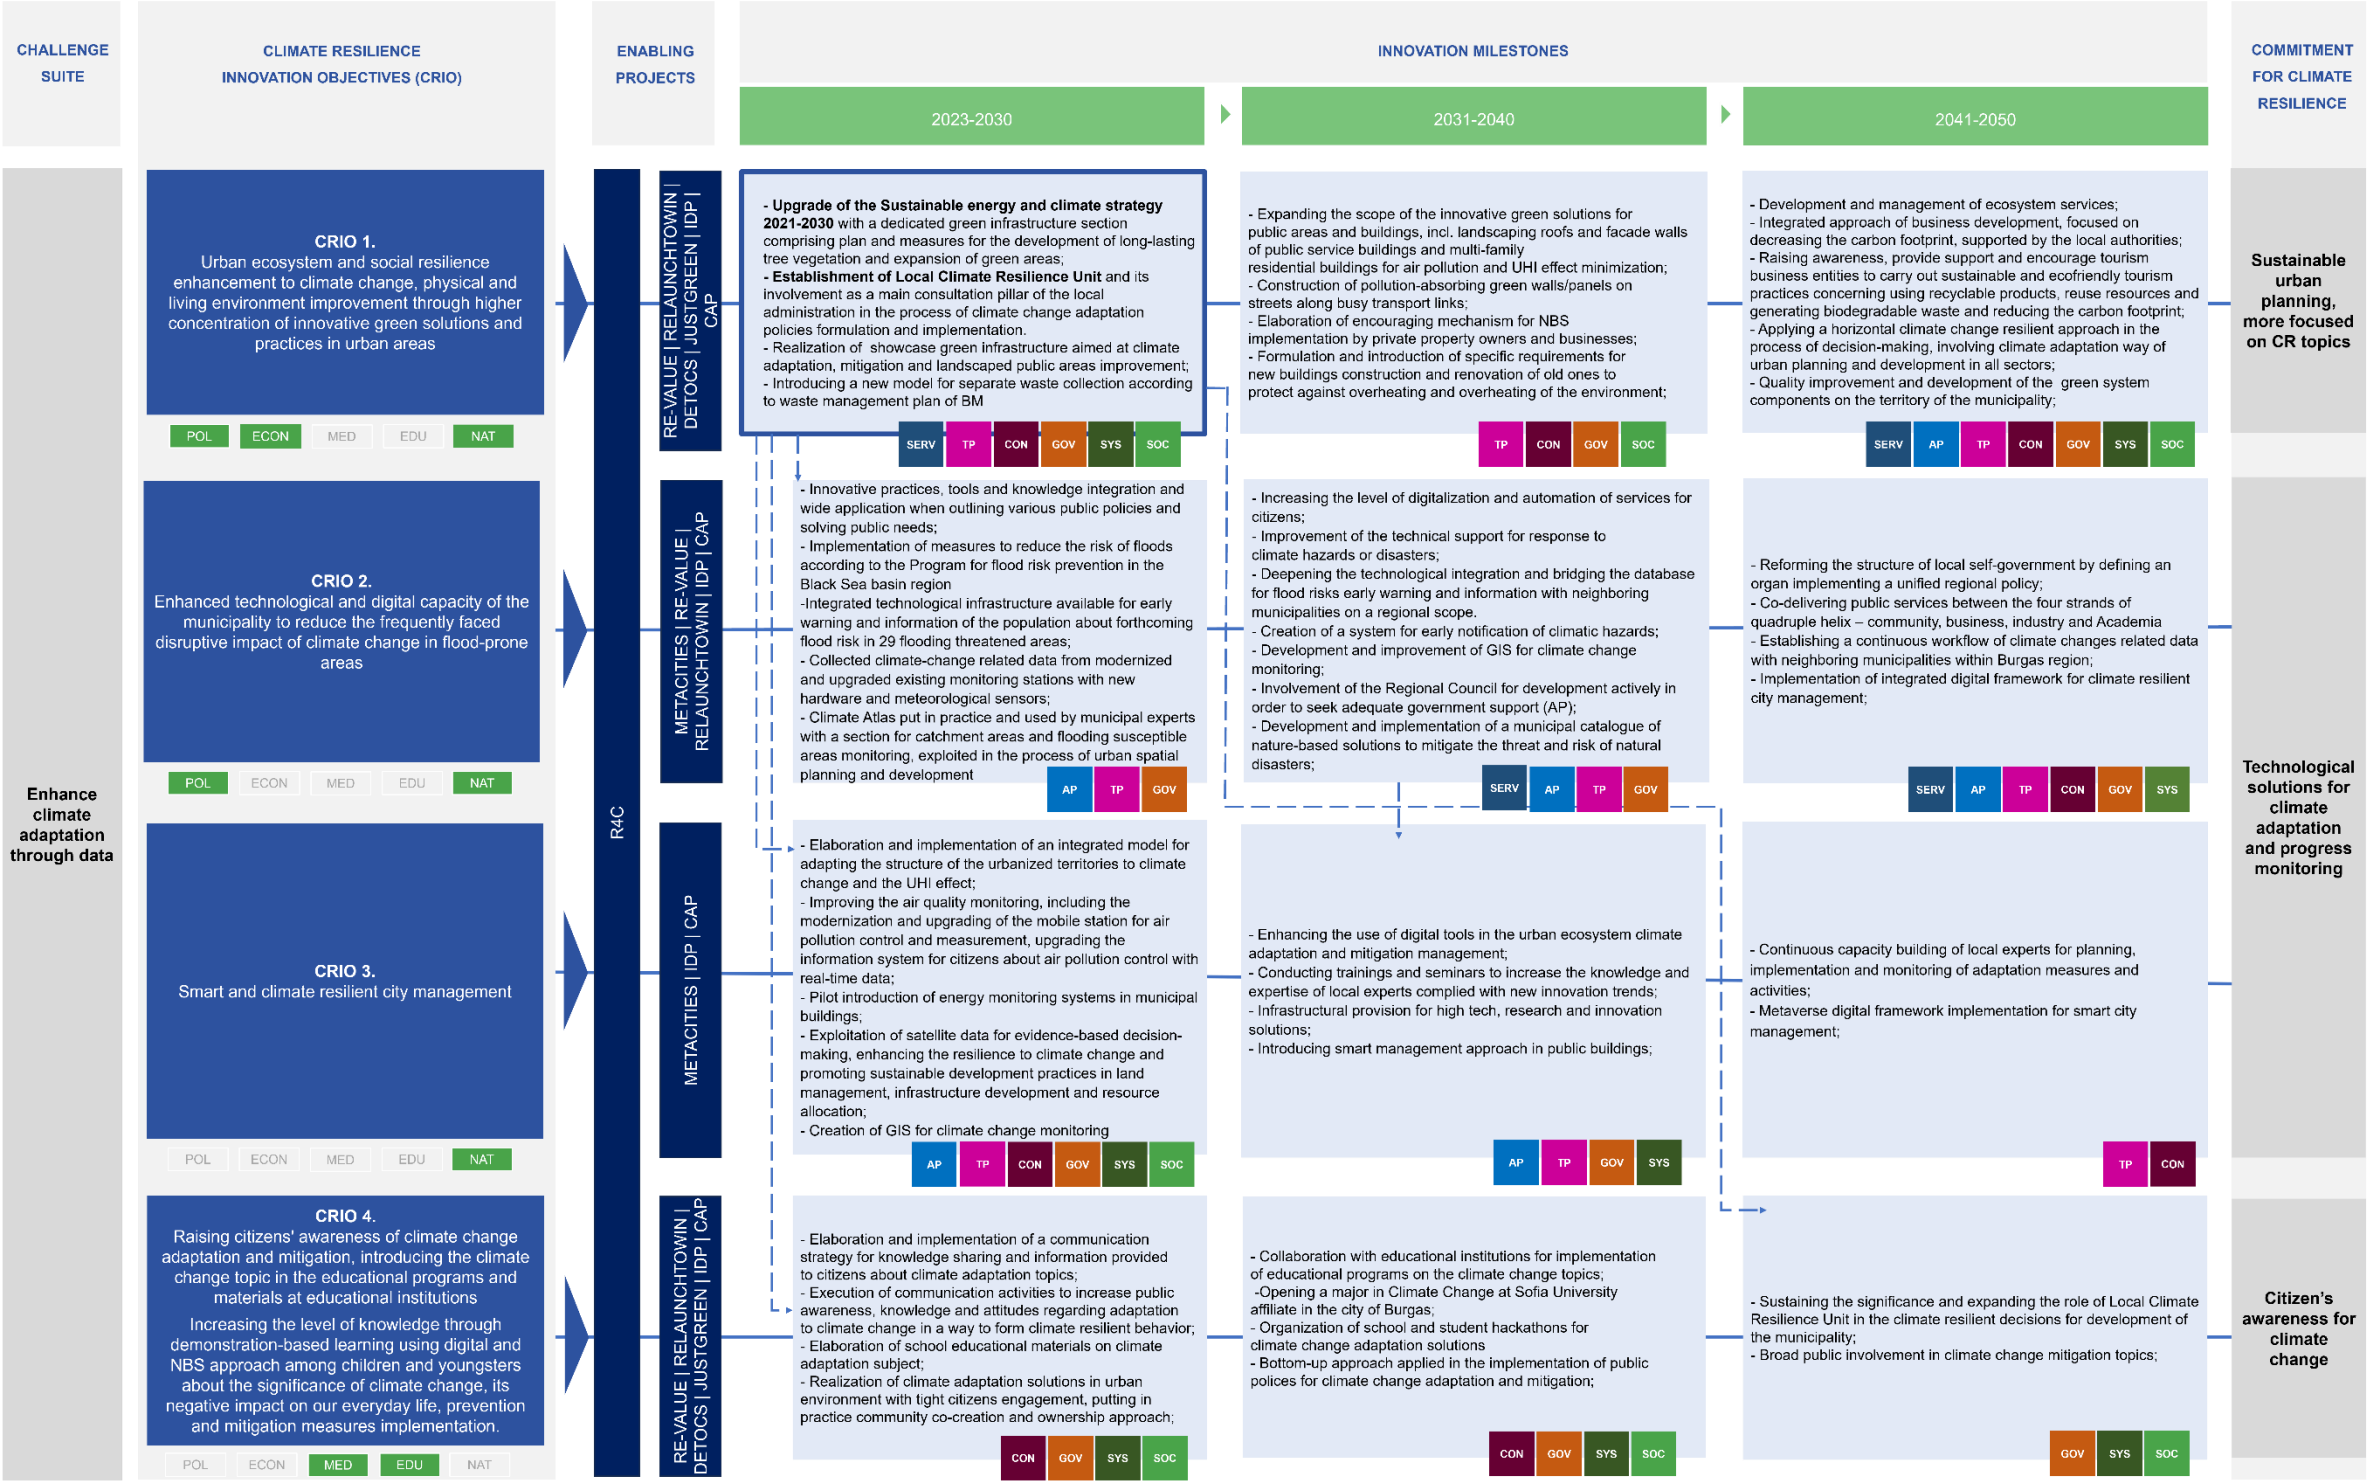 CHALLENGE
SUITE
CLIMATE RESILIENCE
INNOVATION OBJECTIVES (CRIO)
ENABLING
PROJECTS
INNOVATION MILESTONES
COMMITMENT
FOR CLIMATE
RESILIENCE
2023-2030
2031-2040
2041-2050
Enhance
climate
adaptation
through data
R4C
CRIO 1.
Urban ecosystem and social resilience
enhancement to climate change, physical and
living environment improvement through higher
concentration of innovative green solutions and
practices in urban areas
POL ECON MED EDU NAT
RE-VALUE | RELAUNCHTOWIN |
DETOCS | JUSTGREEN | IDP |
CAP
- Upgrade of the Sustainable energy and climate strategy
2021-2030 with a dedicated green infrastructure section
comprising plan and measures for the development of long-lasting
tree vegetation and expansion of green areas;
- Establishment of Local Climate Resilience Unit and its
involvement as a main consultation pillar of the local
administration in the process of climate change adaptation
policies formulation and implementation.
- Realization of showcase green infrastructure aimed at climate
adaptation, mitigation and landscaped public areas improvement;
- Introducing a new model for separate waste collection according
to waste management plan of BM
SERV TP CON GOV SYS SOC
- Expanding the scope of the innovative green solutions for
public areas and buildings, incl. landscaping roofs and facade walls
of public service buildings and multi-family
residential buildings for air pollution and UHI effect minimization;
- Construction of pollution-absorbing green walls/panels on
streets along busy transport links;
- Elaboration of encouraging mechanism for NBS
implementation by private property owners and businesses;
- Formulation and introduction of specific requirements for
new buildings construction and renovation of old ones to
protect against overheating and overheating of the environment;
TP CON GOV SOC
- Development and management of ecosystem services;
- Integrated approach of business development, focused on
decreasing the carbon footprint, supported by the local authorities;
- Raising awareness, provide support and encourage tourism
business entities to carry out sustainable and ecofriendly tourism
practices concerning using recyclable products, reuse resources and
generating biodegradable waste and reducing the carbon footprint;
- Applying a horizontal climate change resilient approach in the
process of decision-making, involving climate adaptation way of
urban planning and development in all sectors;
- Quality improvement and development of the green system
components on the territory of the municipality;
SERV AP TP CON GOV SYS SOC
Sustainable
urban
planning,
more focused
on CR topics
CRIO 2.
Enhanced technological and digital capacity of the
municipality to reduce the frequently faced
disruptive impact of climate change in flood-prone
areas
POL ECON MED EDU NAT
METACITIES | RE-VALUE |
RELAUNCHTOWIN | IDP | CAP
- Innovative practices, tools and knowledge integration and
wide application when outlining various public policies and
solving public needs;
- Implementation of measures to reduce the risk of floods
according to the Program for flood risk prevention in the
Black Sea basin region
-Integrated technological infrastructure available for early
warning and information of the population about forthcoming
flood risk in 29 flooding threatened areas;
- Collected climate-change related data from modernized
and upgraded existing monitoring stations with new
hardware and meteorological sensors;
- Climate Atlas put in practice and used by municipal experts
with a section for catchment areas and flooding susceptible
areas monitoring, exploited in the process of urban spatial
planning and development
AP TP GOV
- Increasing the level of digitalization and automation of services for
citizens;
- Improvement of the technical support for response to
climate hazards or disasters;
- Deepening the technological integration and bridging the database
for flood risks early warning and information with neighboring
municipalities on a regional scope.
- Creation of a system for early notification of climatic hazards;
- Development and improvement of GIS for climate change
monitoring;
- Involvement of the Regional Council for development actively in
order to seek adequate government support (AP);
- Development and implementation of a municipal catalogue of
nature-based solutions to mitigate the threat and risk of natural
disasters;
SERV AP TP GOV
- Reforming the structure of local self-government by defining an
organ implementing a unified regional policy;
- Co-delivering public services between the four strands of
quadruple helix – community, business, industry and Academia
- Establishing a continuous workflow of climate changes related data
with neighboring municipalities within Burgas region;
- Implementation of integrated digital framework for climate resilient
city management;
SERV AP TP CON GOV SYS
Technological
solutions for
climate
adaptation
and progress
monitoring
CRIO 3.
Smart and climate resilient city management
POL ECON MED EDU NAT
METACITIES | IDP | CAP
- Elaboration and implementation of an integrated model for
adapting the structure of the urbanized territories to climate
change and the UHI effect;
- Improving the air quality monitoring, including the
modernization and upgrading of the mobile station for air
pollution control and measurement, upgrading the
information system for citizens about air pollution control with
real-time data;
- Pilot introduction of energy monitoring systems in municipal
buildings;
- Exploitation of satellite data for evidence-based decision-
making, enhancing the resilience to climate change and
promoting sustainable development practices in land
management, infrastructure development and resource
allocation;
- Creation of GIS for climate change monitoring
AP TP CON GOV SYS SOC
- Enhancing the use of digital tools in the urban ecosystem climate
adaptation and mitigation management;
- Conducting trainings and seminars to increase the knowledge and
expertise of local experts complied with new innovation trends;
- Infrastructural provision for high tech, research and innovation
solutions;
- Introducing smart management approach in public buildings;
AP TP GOV SYS
- Continuous capacity building of local experts for planning,
implementation and monitoring of adaptation measures and
activities;
- Metaverse digital framework implementation for smart city
management;
TP CON
CRIO 4.
Raising citizens' awareness of climate change
adaptation and mitigation, introducing the climate
change topic in the educational programs and
materials at educational institutions
Increasing the level of knowledge through
demonstration-based learning using digital and
NBS approach among children and youngsters
about the significance of climate change, its
negative impact on our everyday life, prevention
and mitigation measures implementation.
POL ECON MED EDU NAT
RE-VALUE | RELAUNCHTOWIN |
DETOCS | JUSTGREEN | IDP | CAP
- Elaboration and implementation of a communication
strategy for knowledge sharing and information provided
to citizens about climate adaptation topics;
- Execution of communication activities to increase public
awareness, knowledge and attitudes regarding adaptation
to climate change in a way to form climate resilient behavior;
- Elaboration of school educational materials on climate
adaptation subject;
- Realization of climate adaptation solutions in urban
environment with tight citizens engagement, putting in
practice community co-creation and ownership approach;
CON GOV SYS SOC
- Collaboration with educational institutions for implementation
of educational programs on the climate change topics;
-Opening a major in Climate Change at Sofia University
affiliate in the city of Burgas;
- Organization of school and student hackathons for
climate change adaptation solutions
- Bottom-up approach applied in the implementation of public
polices for climate change adaptation and mitigation;
CON GOV SYS SOC
- Sustaining the significance and expanding the role of Local Climate
Resilience Unit in the climate resilient decisions for development of
the municipality;
- Broad public involvement in climate change mitigation topics;
GOV SYS SOC
Citizen's
awareness for
climate
change